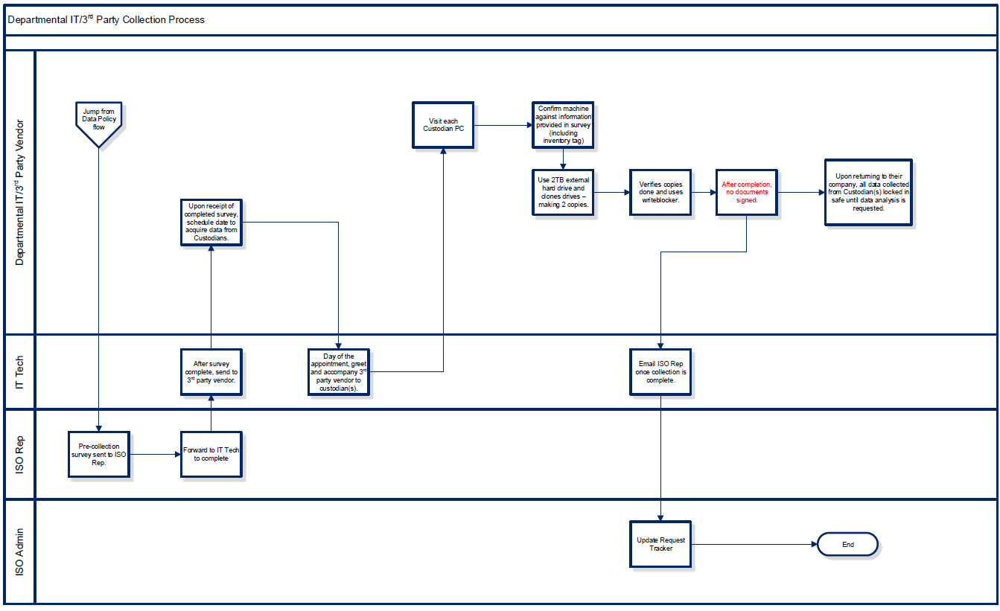 Departmental IT/3rd Party Collection Process
Departmental IT/3rd Party Vendor
Jump from
Data Policy
flow
Visit each
Custodian PC
Confirm machine
against information
provided in survey
(including
inventory tag)
Use 2TB external
hard drive and
clones drives –
making 2 copies.
Verifies copies
done and uses
writeblocker.
After completion,
no documents
signed.
Upon returning to their
company, all data collected
from Custodian(s) locked in
safe until data analysis is
requested.
Upon receipt of
completed survey,
schedule date to
acquire data from
Custodians.
IT Tech
After survey
complete, send to
3rd party vendor.
Day of the
appointment, greet
and accompany 3rd
party vendor to
custodian(s).
Email ISO Rep
once collection is
complete.
ISO Rep
Pre-collection
survey sent to ISO
Rep.
Forward to IT Tech
to complete
ISO Admin
Update Request
Tracker
End